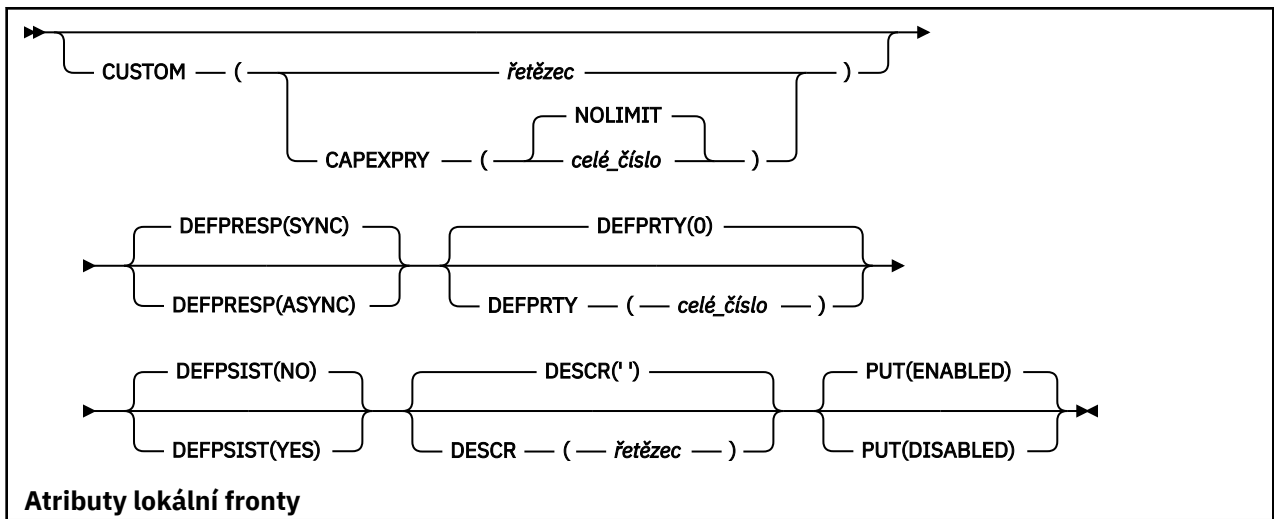 CUSTOM ( řetězec )
NOLIMIT
CAPEXPRY ( celé_číslo )
DEFPRESP(SYNC) DEFPRTY(0)
DEFPRESP(ASYNC) DEFPRTY ( celé_číslo )
DEFPSIST(NO) DESCR(' ') PUT(ENABLED)
DEFPSIST(YES) DESCR ( řetězec ) PUT(DISABLED)
Atributy lokální fronty